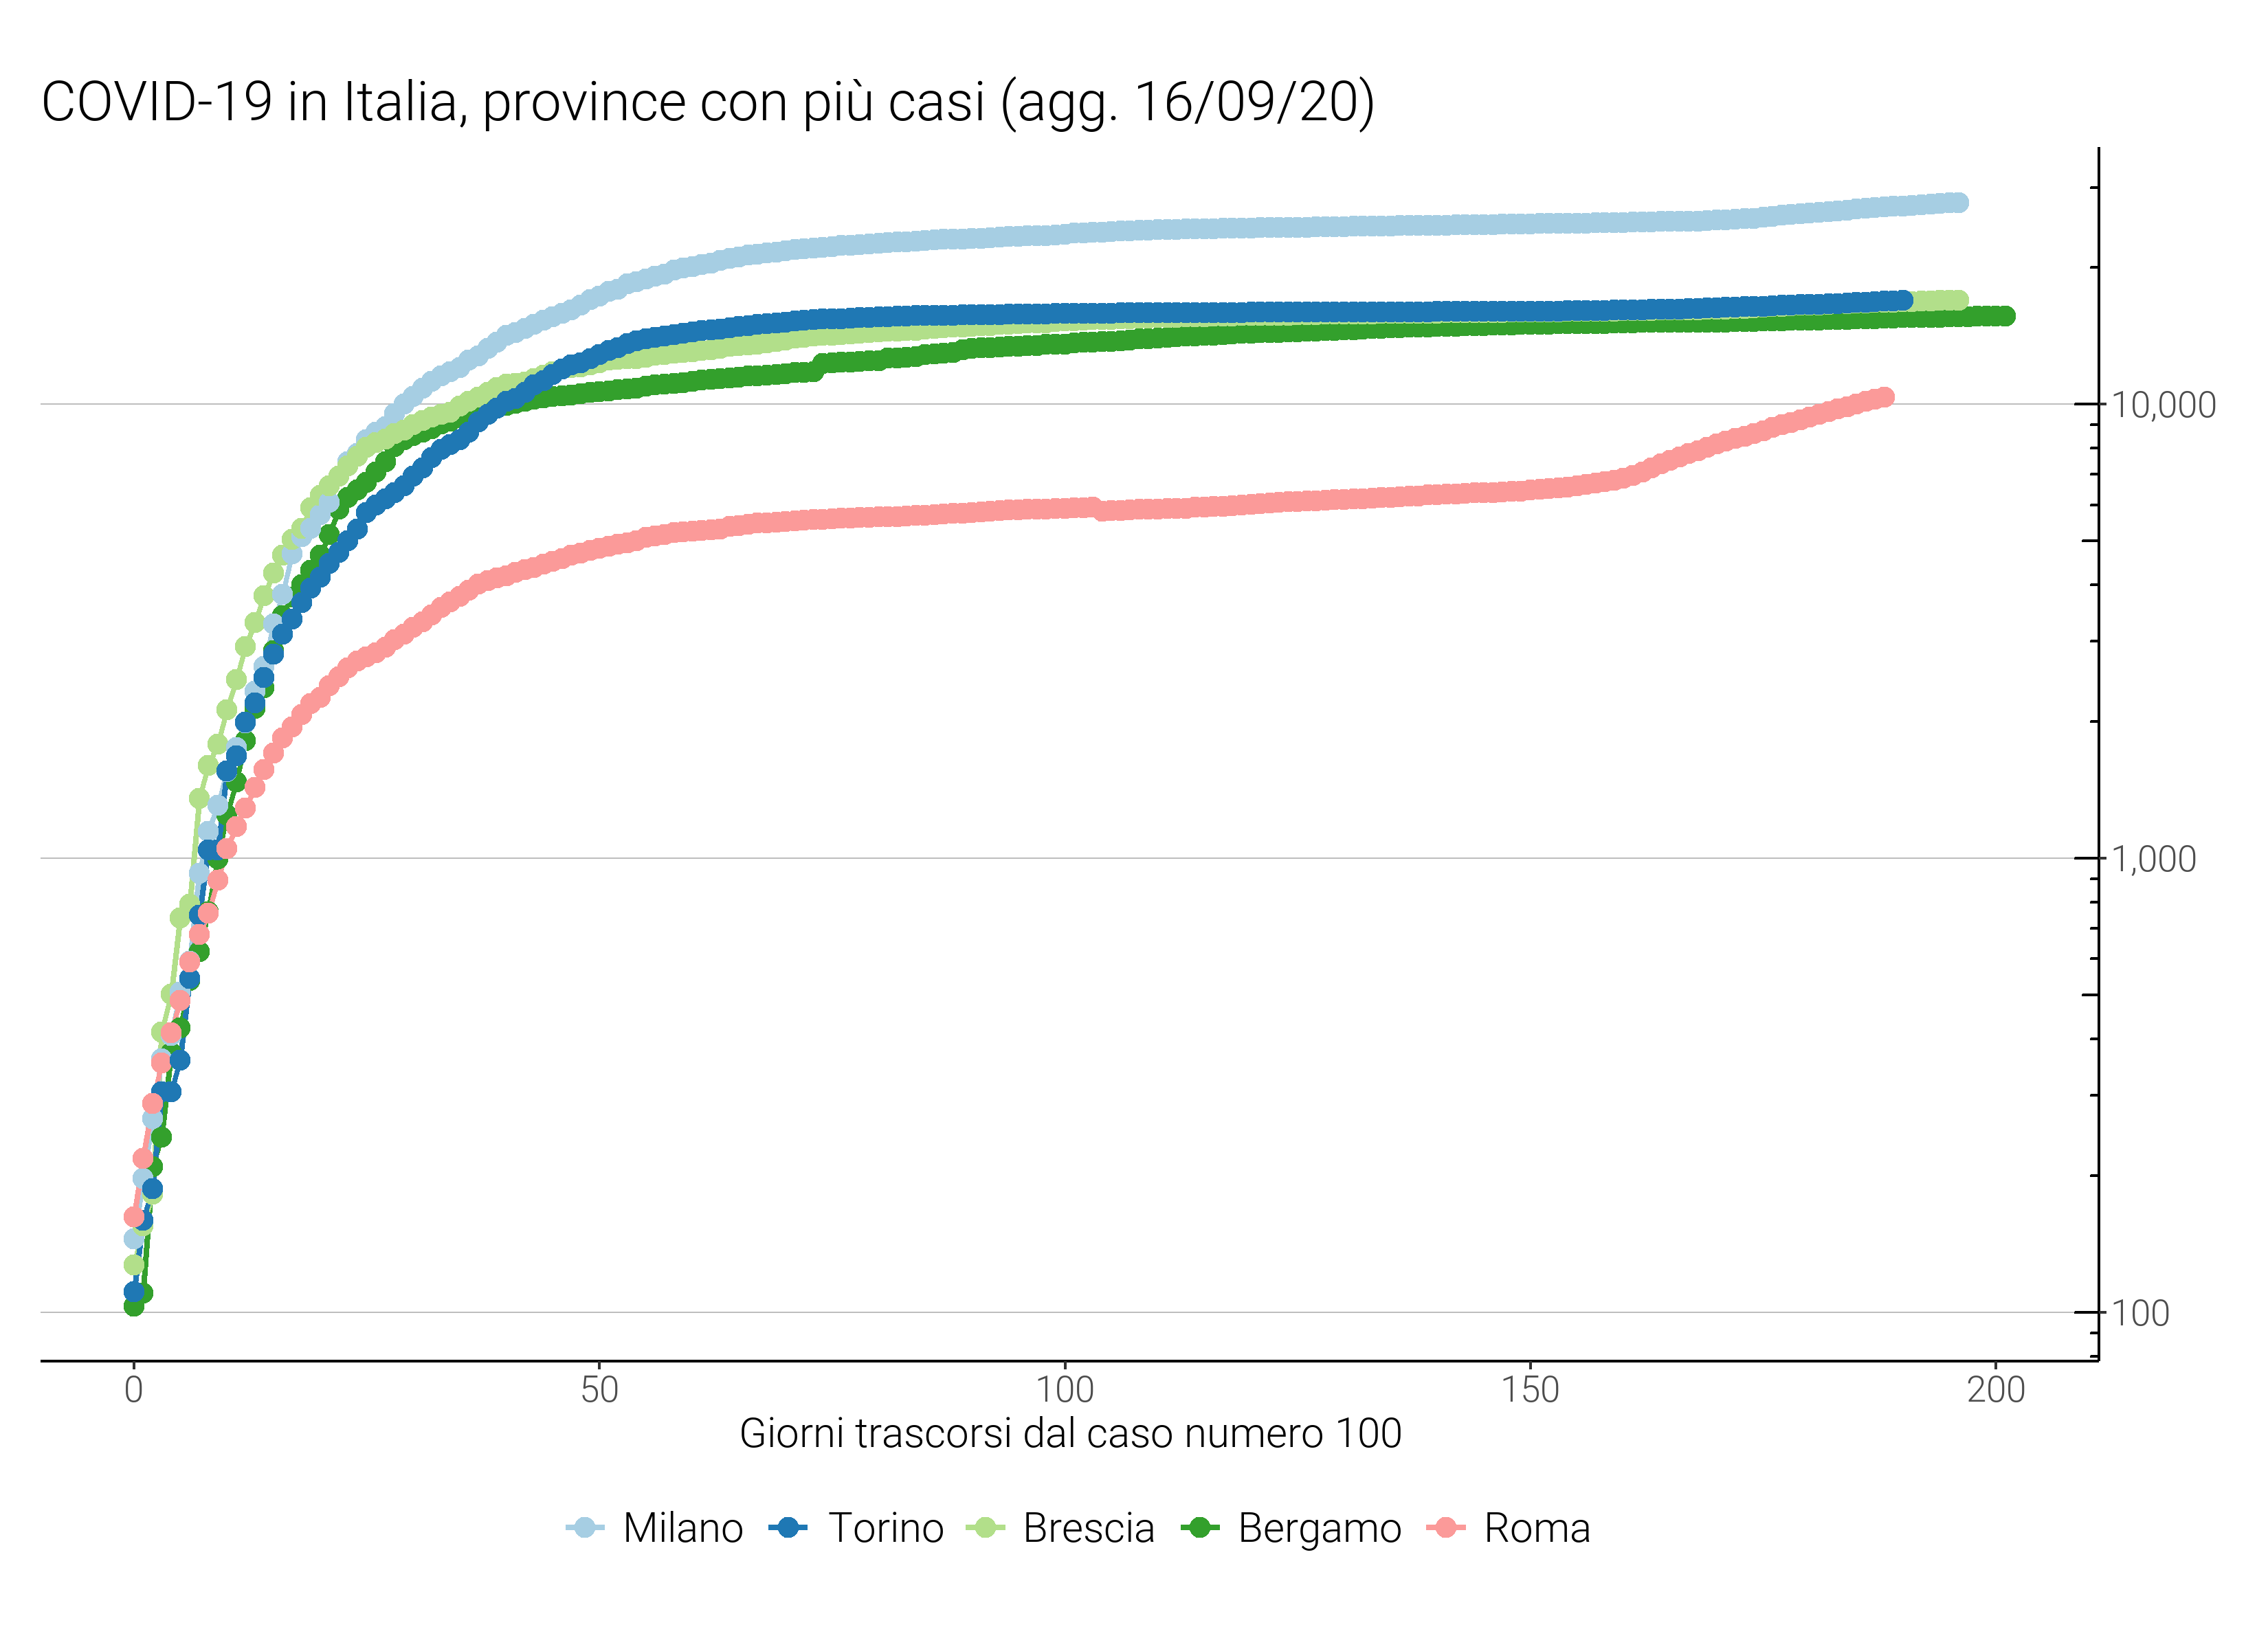 COVID-19 in Italia, province con più casi (agg. 16/09/20)
10,000
1,000
100
0 50 100 150 200
Giorni trascorsi dal caso numero 100
Milano Torino Brescia Bergamo Roma